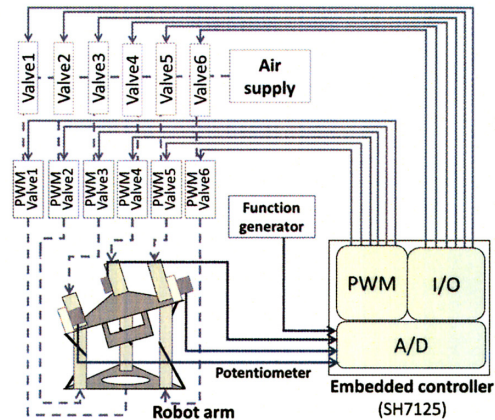 Valve1
Valve2
Valve3
Valve4
Valve5
Valve6
Air
supply
PWM
Valve1
PWM
Valve2
PWM
Valve3
PWM
Valve4
PWM
Valve5
PWM
Valve6
Function
generator
PWM
I/O
A/D
Potentiometer
Embedded controller
(SH7125)
Robot arm